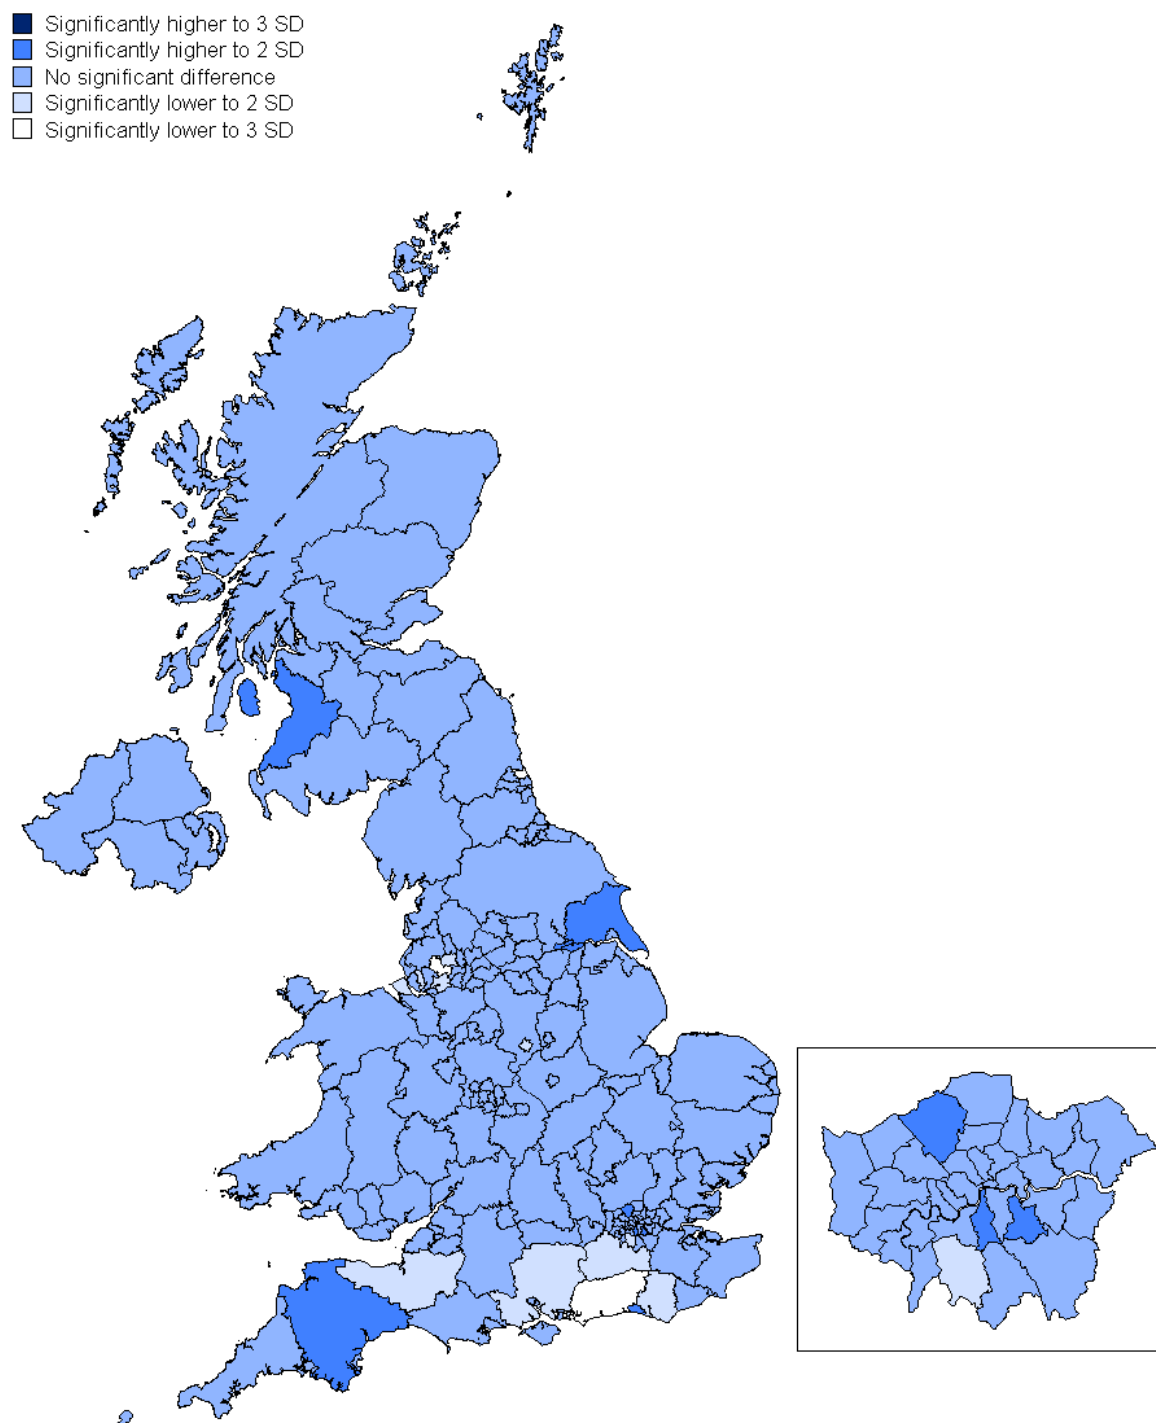 Significantly higher to 3 SD
Significantly higher to 2 SD
No significant difference
Significantly lower to 2 SD
Significantly lower to 3 SD